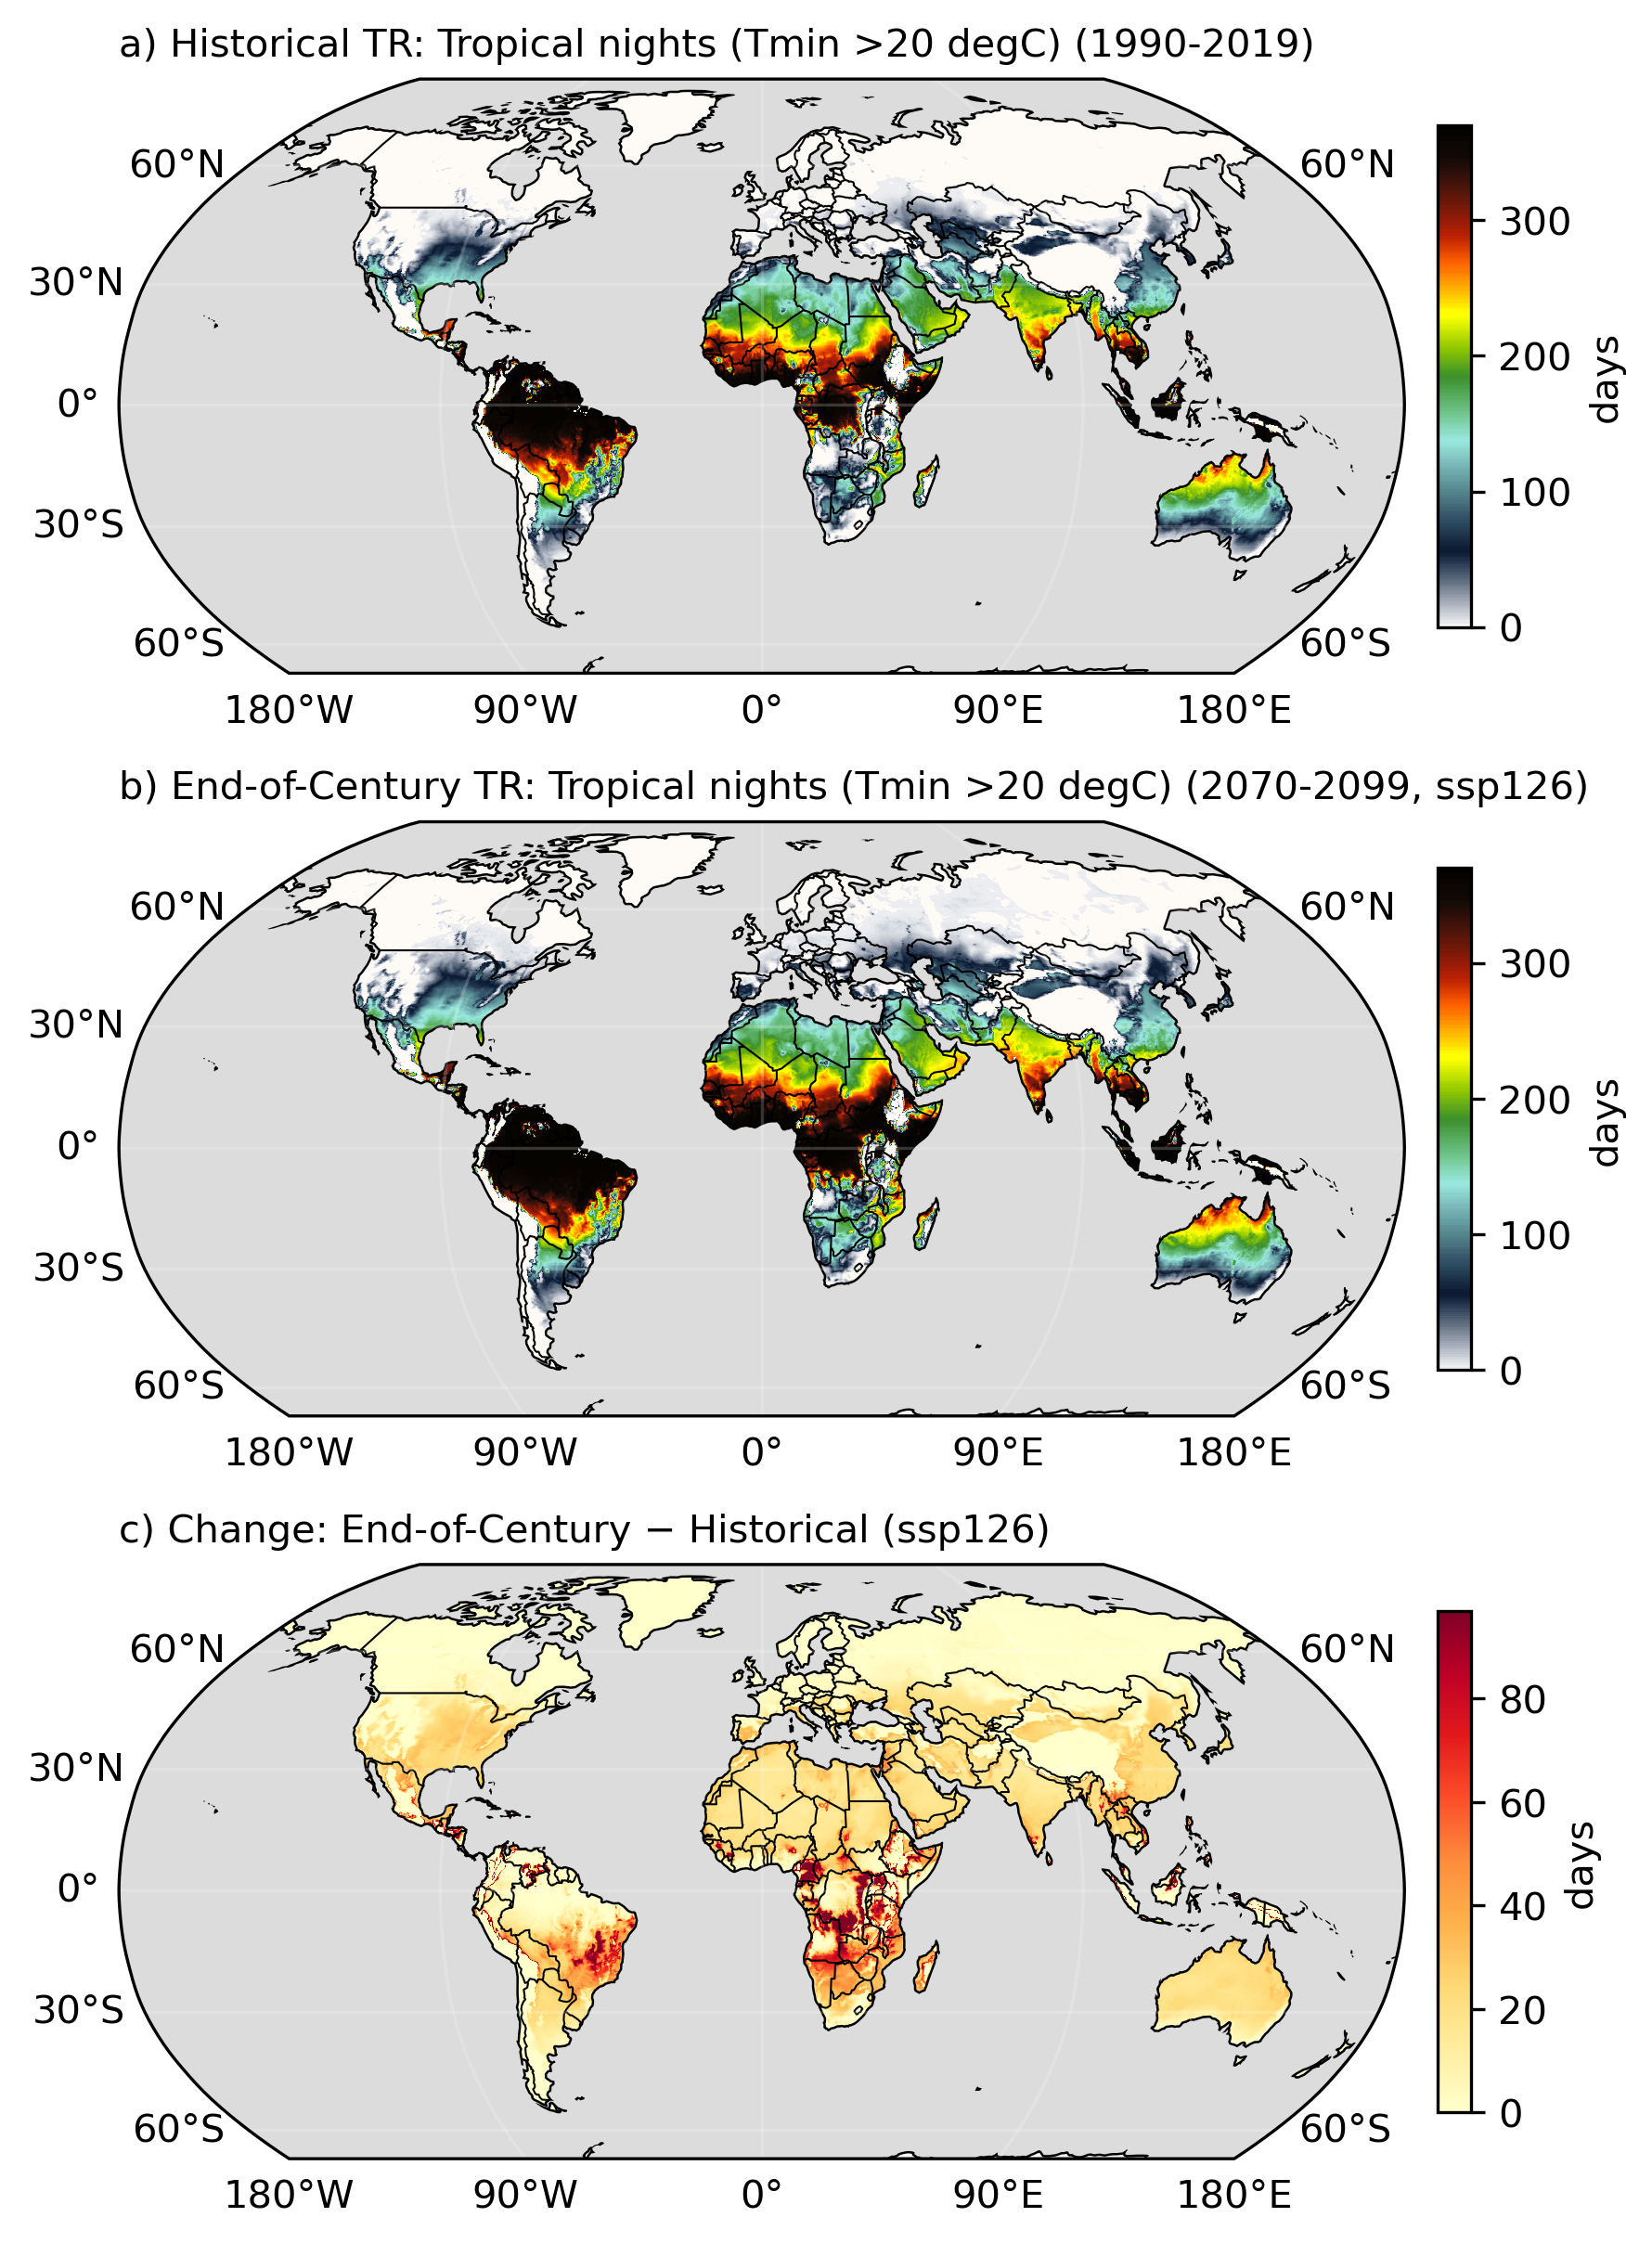 a) Historical TR: Tropical nights (Tmin >20 degC) (1990-2019)
60°N 60°N
300
30°N
200
days
0°
100
30°S
0
60°S 60°S
180°W 90°W 0° 90°E 180°E
b) End-of-Century TR: Tropical nights (Tmin >20 degC) (2070-2099, ssp126)
60°N 60°N
300
30°N
200
days
0°
100
30°S
0
60°S 60°S
180°W 90°W 0° 90°E 180°E
c) Change: End-of-Century − Historical (ssp126)
60°N 60°N
80
30°N
60
days
0°
40
20
30°S
0
60°S 60°S
180°W 90°W 0° 90°E 180°E